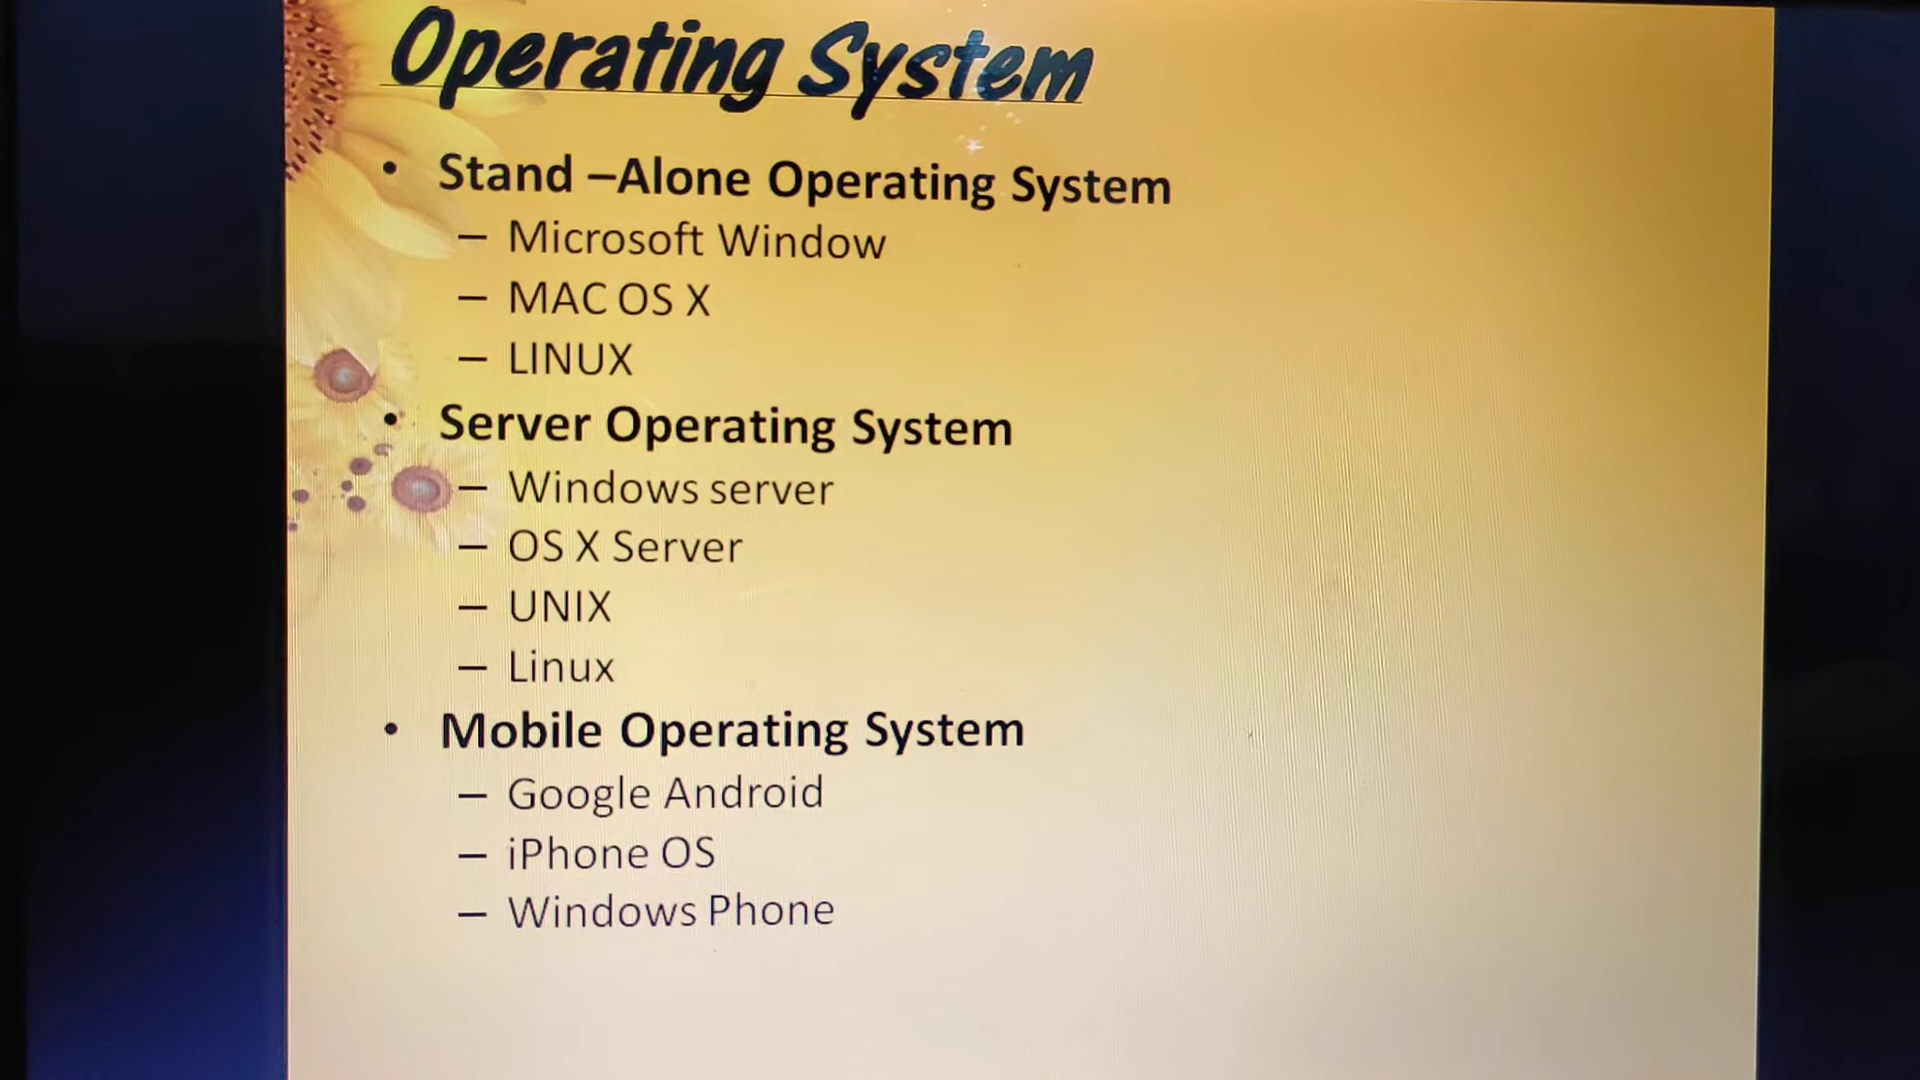 Operating System
• Stand –Alone Operating System
– Microsoft Window
– MAC OS X
– LINUX
• Server Operating System
– Windows server
– OS X Server
– UNIX
– Linux
• Mobile Operating System
– Google Android
– iPhone OS
– Windows Phone